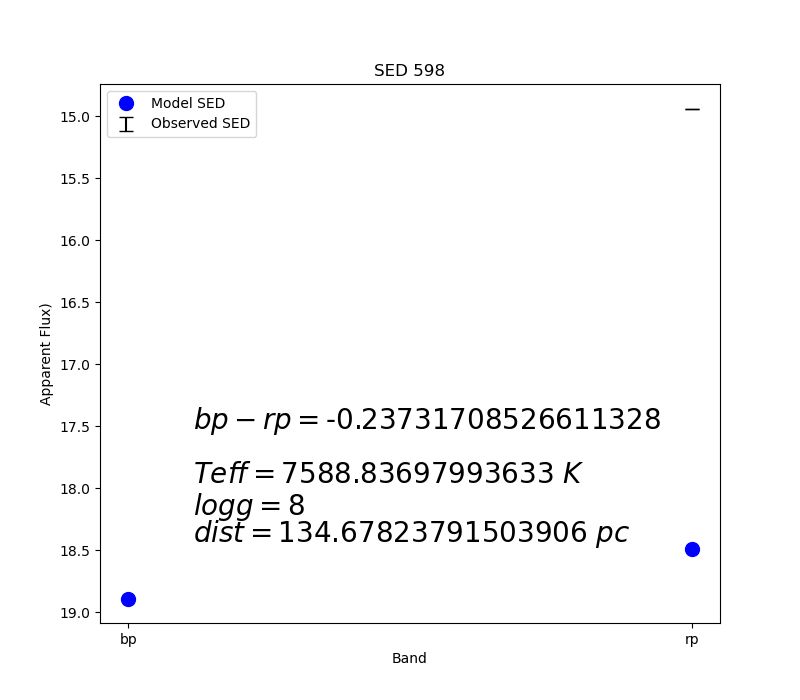 SED 598
Model SED
Observed SED
15.0
15.5
16.0
16.5
17.0
17.5
18.0
18.5
19.0
Apparent Flux)
bp − rp = -0.23731708526611328
Teff = 7588.83697993633 K
logg = 8
dist = 134.67823791503906 pc
bp
rp
Band